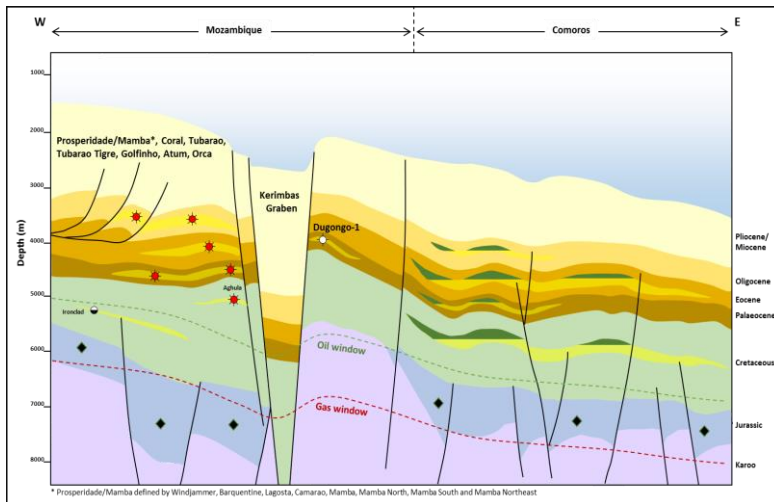 W
Mozambique
Comoros
E
Depth (m)
1000
2000
3000
4000
5000
6000
7000
8000
Prosperidade/Mamba*, Coral, Tubarao,
Tubarao Tigre, Golfinho, Atum, Orca
Kerimbas
Graben
Dugongo-1
Aghula
Ironclad
Oil window
Gas window
Pliocene/
Miocene
Oligocene
Eocene
Palaeocene
Cretaceous
Jurassic
Karoo
* Prosperidade/Mamba defined by Windjammer, Barquentine, Lagosta, Camarao, Mamba, Mamba North, Mamba South and Mamba Northeast